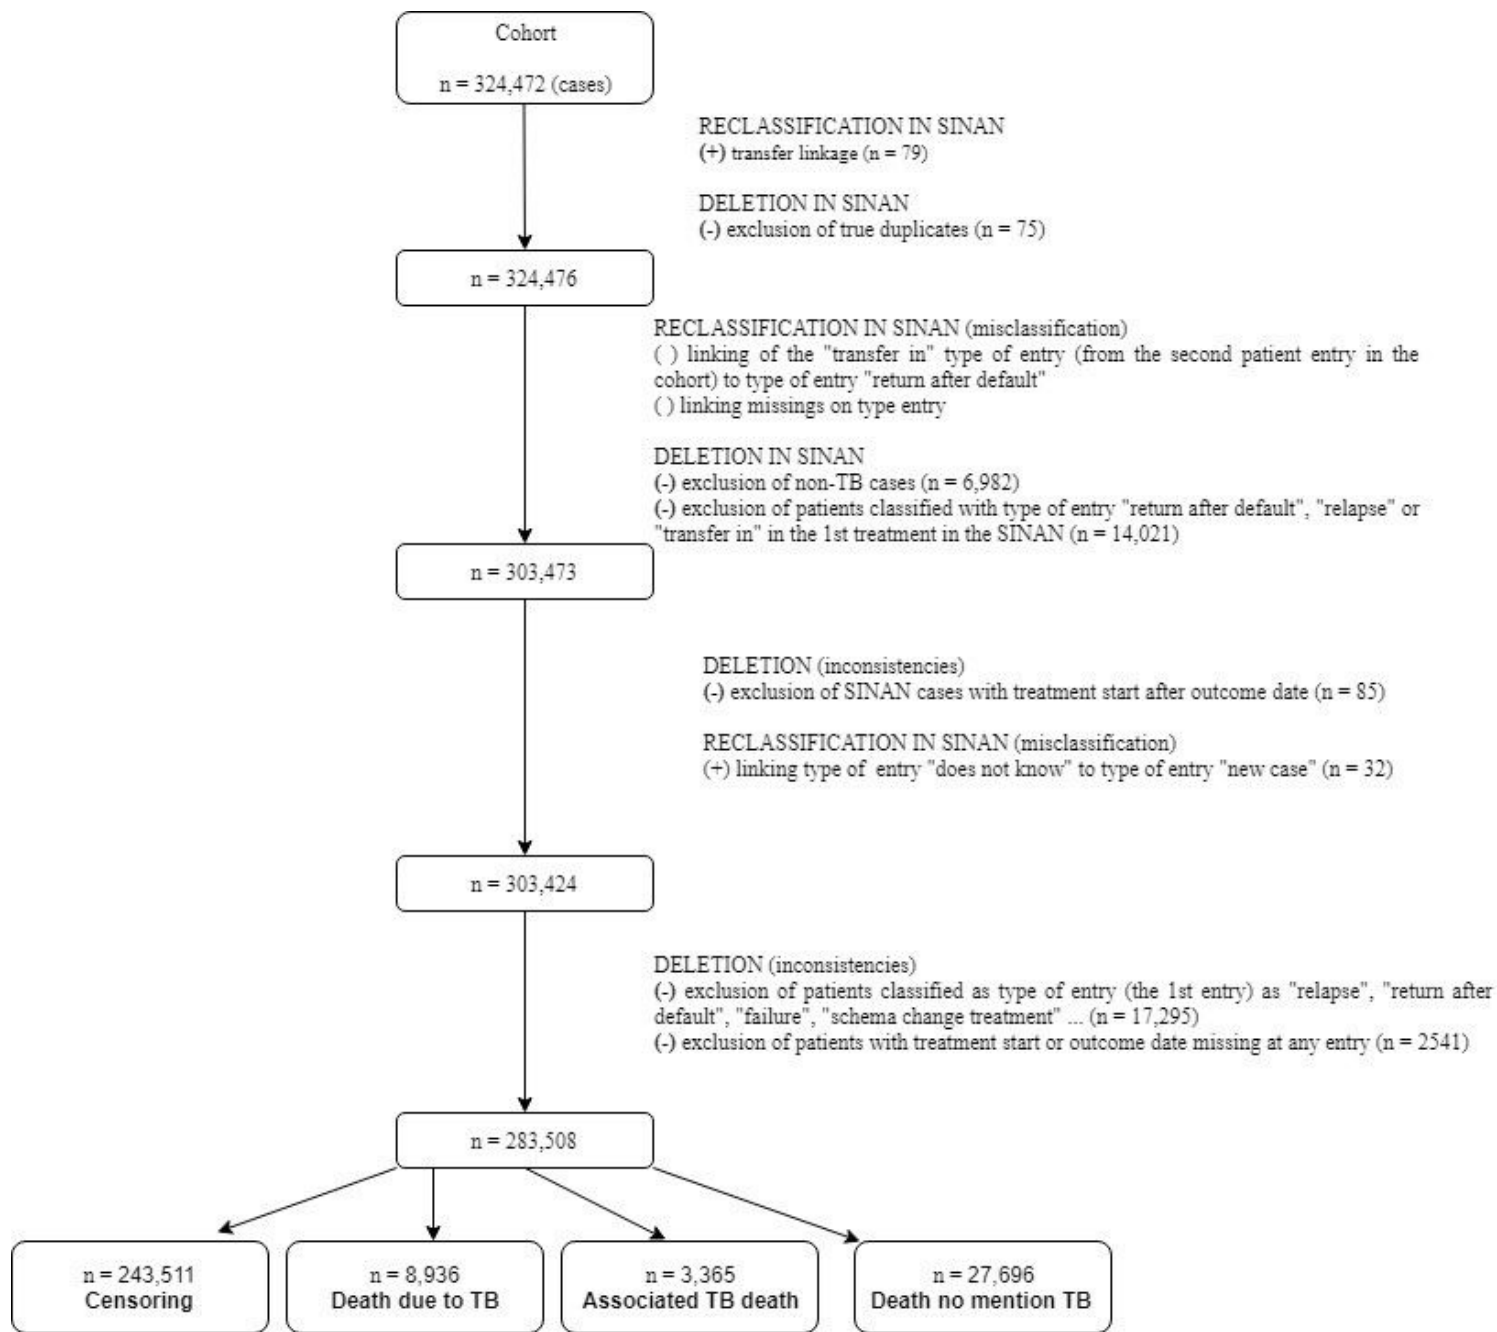 Cohort
n = 324,472 (cases)
RECLASSIFICATION IN SINAN
(+) transfer linkage (n = 79)
DELETION IN SINAN
(-) exclusion of true duplicates (n = 75)
n = 324,476
RECLASSIFICATION IN SINAN (misclassification)
( ) linking of the "transfer in" type of entry (from the second patient entry in the
cohort) to type of entry "return after default"
( ) linking missings on type entry
DELETION IN SINAN
(-) exclusion of non-TB cases (n = 6,982)
(-) exclusion of patients classified with type of entry "return after default", "relapse" or
"transfer in" in the 1st treatment in the SINAN (n = 14,021)
n = 303,473
DELETION (inconsistencies)
(-) exclusion of SINAN cases with treatment start after outcome date (n = 85)
RECLASSIFICATION IN SINAN (misclassification)
(+) linking type of entry "does not know" to type of entry "new case" (n = 32)
n = 303,424
DELETION (inconsistencies)
(-) exclusion of patients classified as type of entry (the 1st entry) as "relapse", "return after
default", "failure", "schema change treatment" ... (n = 17,295)
(-) exclusion of patients with treatment start or outcome date missing at any entry (n = 2541)
n = 283,508
n = 243,511
Censoring
n = 8,936
Death due to TB
n = 3,365
Associated TB death
n = 27,696
Death no mention TB